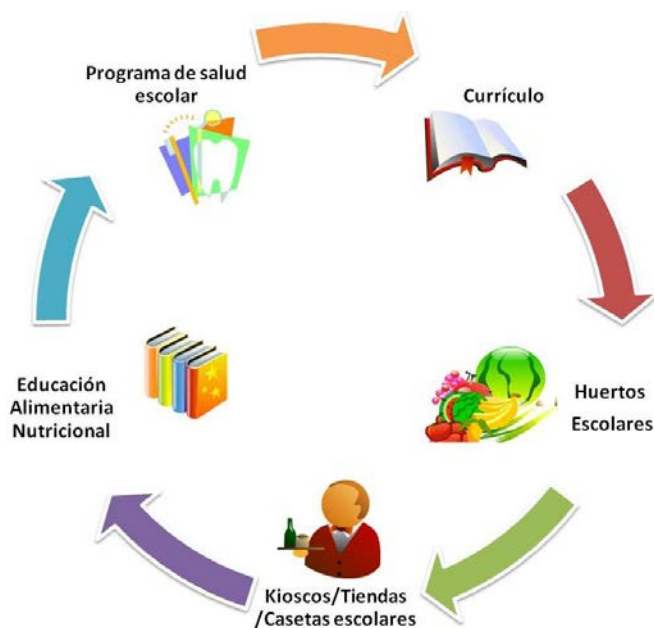 Programa de salud
escolar
Currículo
Huertos
Escolares
Kioscos/Tiendas
/Casetas escolares
Educación
Alimentaria
Nutricional